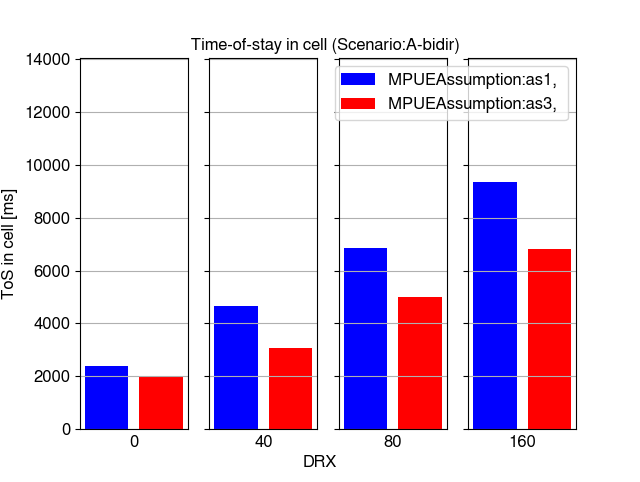 Time-of-stay in cell (Scenario:A-bidir)
MPUEAssumption:as1,
MPUEAssumption:as3,
14000
12000
10000
8000
6000
4000
2000
0
ToS in cell [ms]
0 40 80 160
DRX